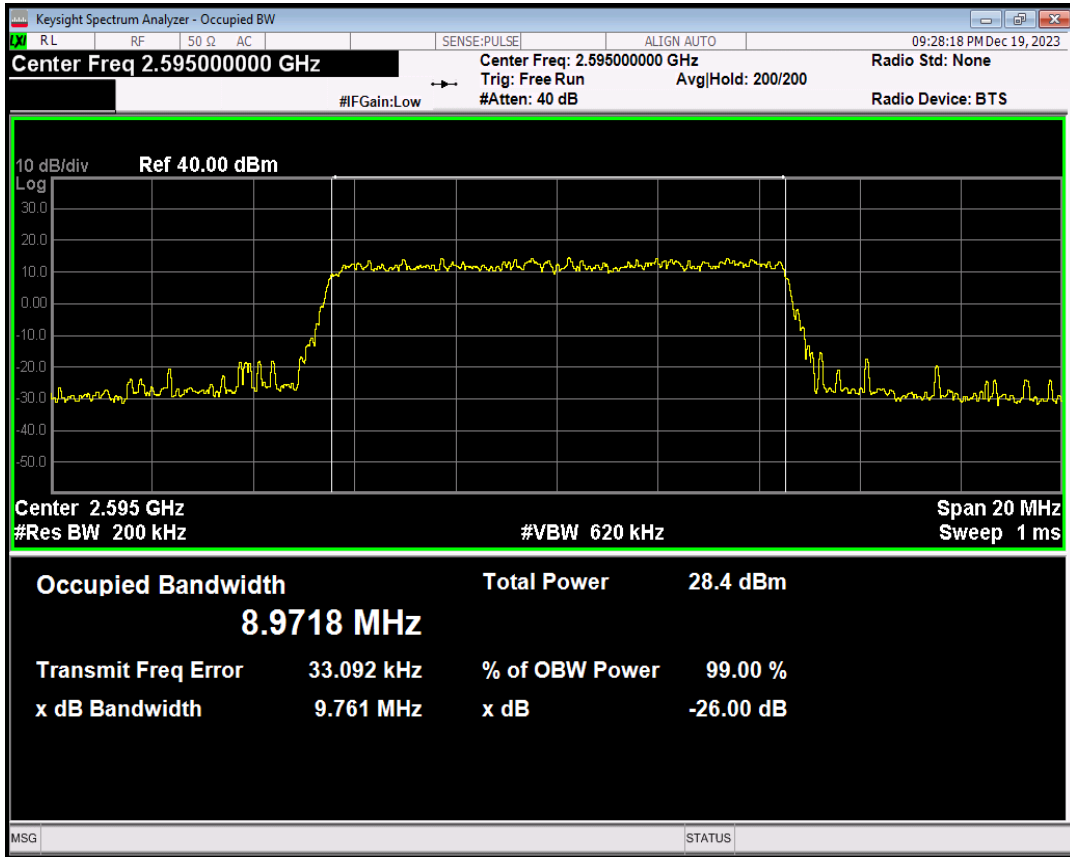 Keysight Spectrum Analyzer - Occupied BW
LXI RL RF 50 Ω AC SENSE:PULSE ALIGN AUTO 09:28:18 PM Dec 19, 2023
Center Freq 2.595000000 GHz Center Freq: 2.595000000 GHz Radio Std: None
Trig: Free Run Avg|Hold: 200/200
#IFGain:Low #Atten: 40 dB Radio Device: BTS
10 dB/div Ref 40.00 dBm
Log
30.0
20.0
10.0
0.00
-10.0
-20.0
-30.0
-40.0
-50.0
Center 2.595 GHz Span 20 MHz
#Res BW 200 kHz #VBW 620 kHz Sweep 1 ms
Occupied Bandwidth Total Power 28.4 dBm
8.9718 MHz
Transmit Freq Error 33.092 kHz % of OBW Power 99.00 %
x dB Bandwidth 9.761 MHz x dB -26.00 dB
MSG STATUS